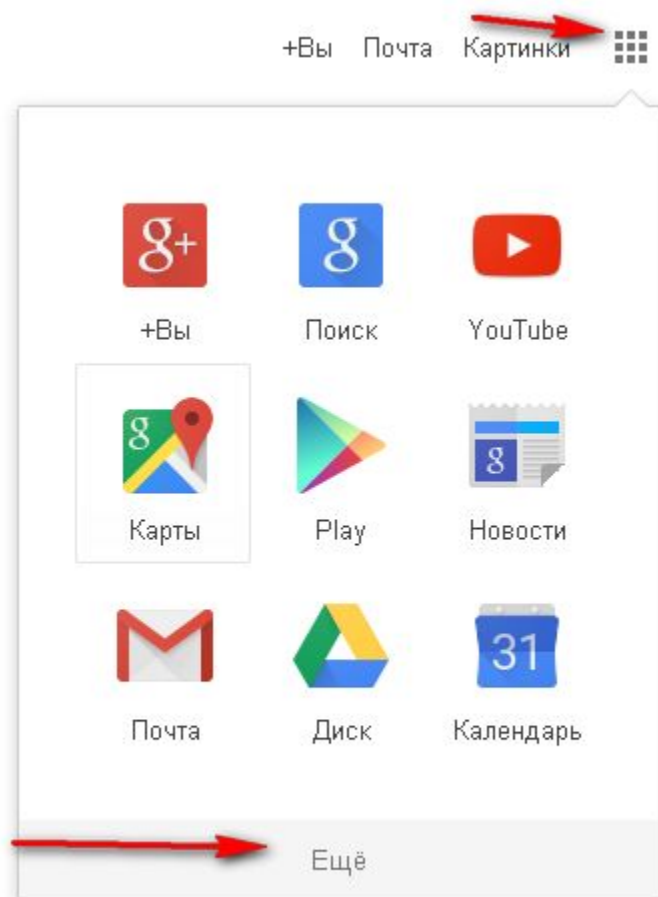 +Вы Почта Картинки
g+ g
+Вы Поиск YouTube
g g
Карты Play Новости
31
Почта Диск Календарь
Ещё